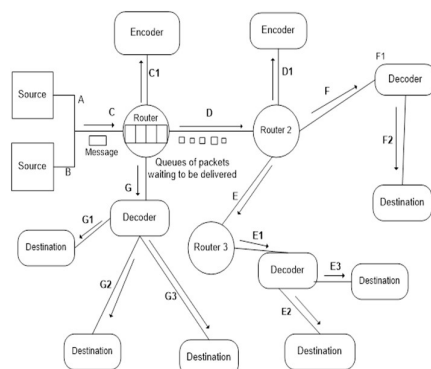 Encoder
Encoder
C1
D1
F1
Decoder
Source
A
C
Router
D
F
Router 2
Message
Source
B
Queues of packets
waiting to be delivered
F2
G
E
Destination
G1
Decoder
Destination
Router 3
E1
Decoder
E3
Destination
G2
G3
E2
Destination
Destination
Destination